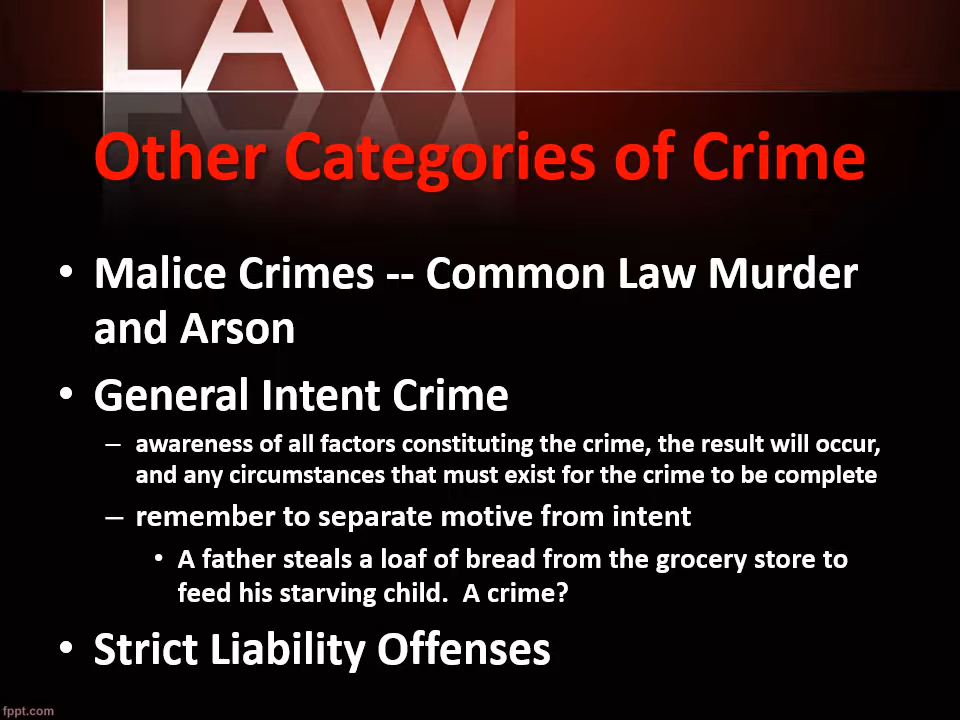 LAW
Other Categories of Crime
• Malice Crimes -- Common Law Murder
and Arson
• General Intent Crime
– awareness of all factors constituting the crime, the result will occur,
and any circumstances that must exist for the crime to be complete
– remember to separate motive from intent
• A father steals a loaf of bread from the grocery store to
feed his starving child.  A crime?
• Strict Liability Offenses
fppt.com